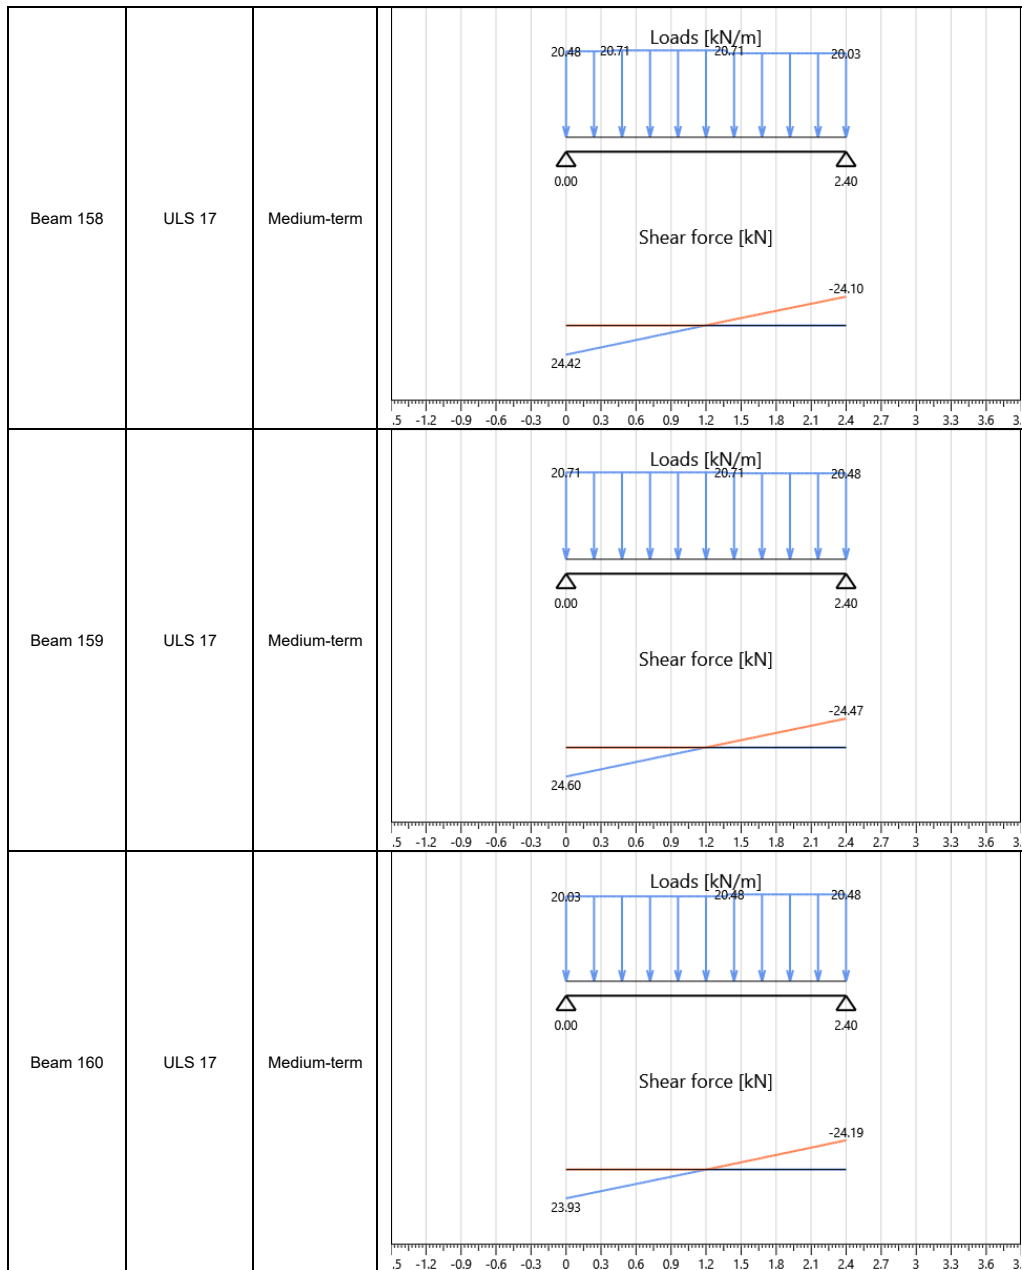 Loads [kN/m]
20.48 20.71 20.71 20.03
0.00 2.40
Beam 158 ULS 17 Medium-term
Shear force [kN]
-24.10
24.42
.5 -1.2 -0.9 -0.6 -0.3 0 0.3 0.6 0.9 1.2 1.5 1.8 2.1 2.4 2.7 3 3.3 3.6 3.
Loads [kN/m]
20.71 20.71 20.48
0.00 2.40
Beam 159 ULS 17 Medium-term
Shear force [kN]
-24.47
24.60
.5 -1.2 -0.9 -0.6 -0.3 0 0.3 0.6 0.9 1.2 1.5 1.8 2.1 2.4 2.7 3 3.3 3.6 3.
Loads [kN/m]
20.03 20.48 20.48
0.00 2.40
Beam 160 ULS 17 Medium-term
Shear force [kN]
-24.19
23.93
.5 -1.2 -0.9 -0.6 -0.3 0 0.3 0.6 0.9 1.2 1.5 1.8 2.1 2.4 2.7 3 3.3 3.6 3.